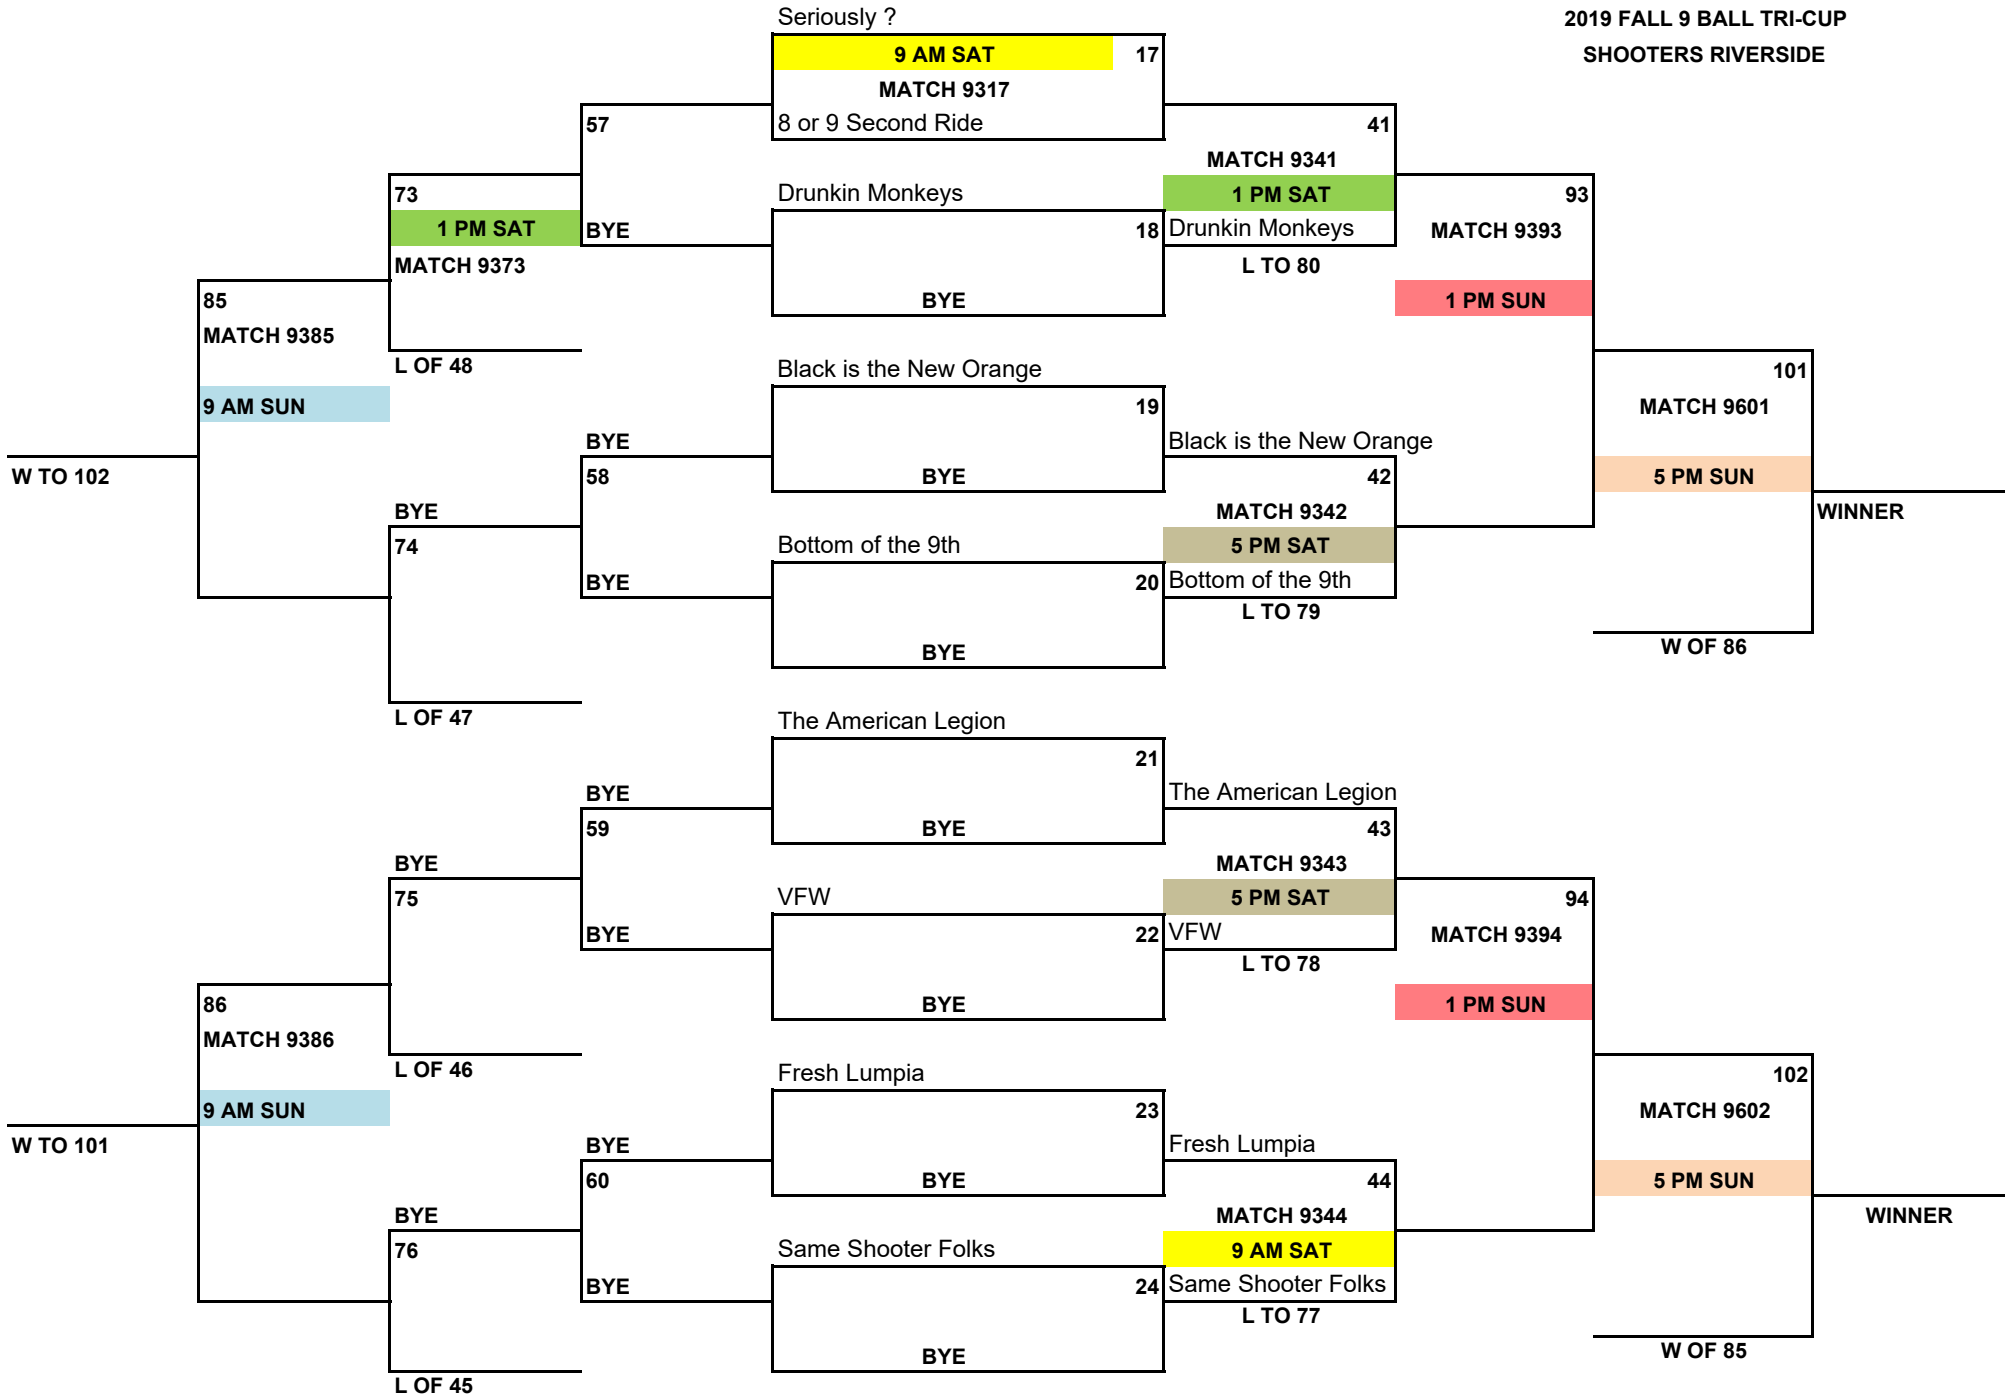 Seriously ?
2019 FALL 9 BALL TRI-CUP
9 AM SAT 17
SHOOTERS RIVERSIDE
MATCH 9317
57 8 or 9 Second Ride 41
MATCH 9341
73 Drunkin Monkeys 1 PM SAT 93
1 PM SAT BYE 18 Drunkin Monkeys MATCH 9393
MATCH 9373 L TO 80
85 BYE 1 PM SUN
MATCH 9385
L OF 48 Black is the New Orange 101
9 AM SUN 19 MATCH 9601
BYE Black is the New Orange
W TO 102 58 BYE 42 5 PM SUN
BYE MATCH 9342 WINNER
74 Bottom of the 9th 5 PM SAT
BYE 20 Bottom of the 9th
L TO 79
BYE W OF 86
L OF 47 The American Legion
21
BYE The American Legion
59 BYE 43
BYE MATCH 9343
75 VFW 5 PM SAT 94
BYE 22 VFW MATCH 9394
L TO 78
86 BYE 1 PM SUN
MATCH 9386
L OF 46 Fresh Lumpia 102
9 AM SUN 23 MATCH 9602
W TO 101 BYE Fresh Lumpia
60 BYE 44 5 PM SUN
BYE MATCH 9344 WINNER
76 Same Shooter Folks 9 AM SAT
BYE 24 Same Shooter Folks
L TO 77
BYE W OF 85
L OF 45